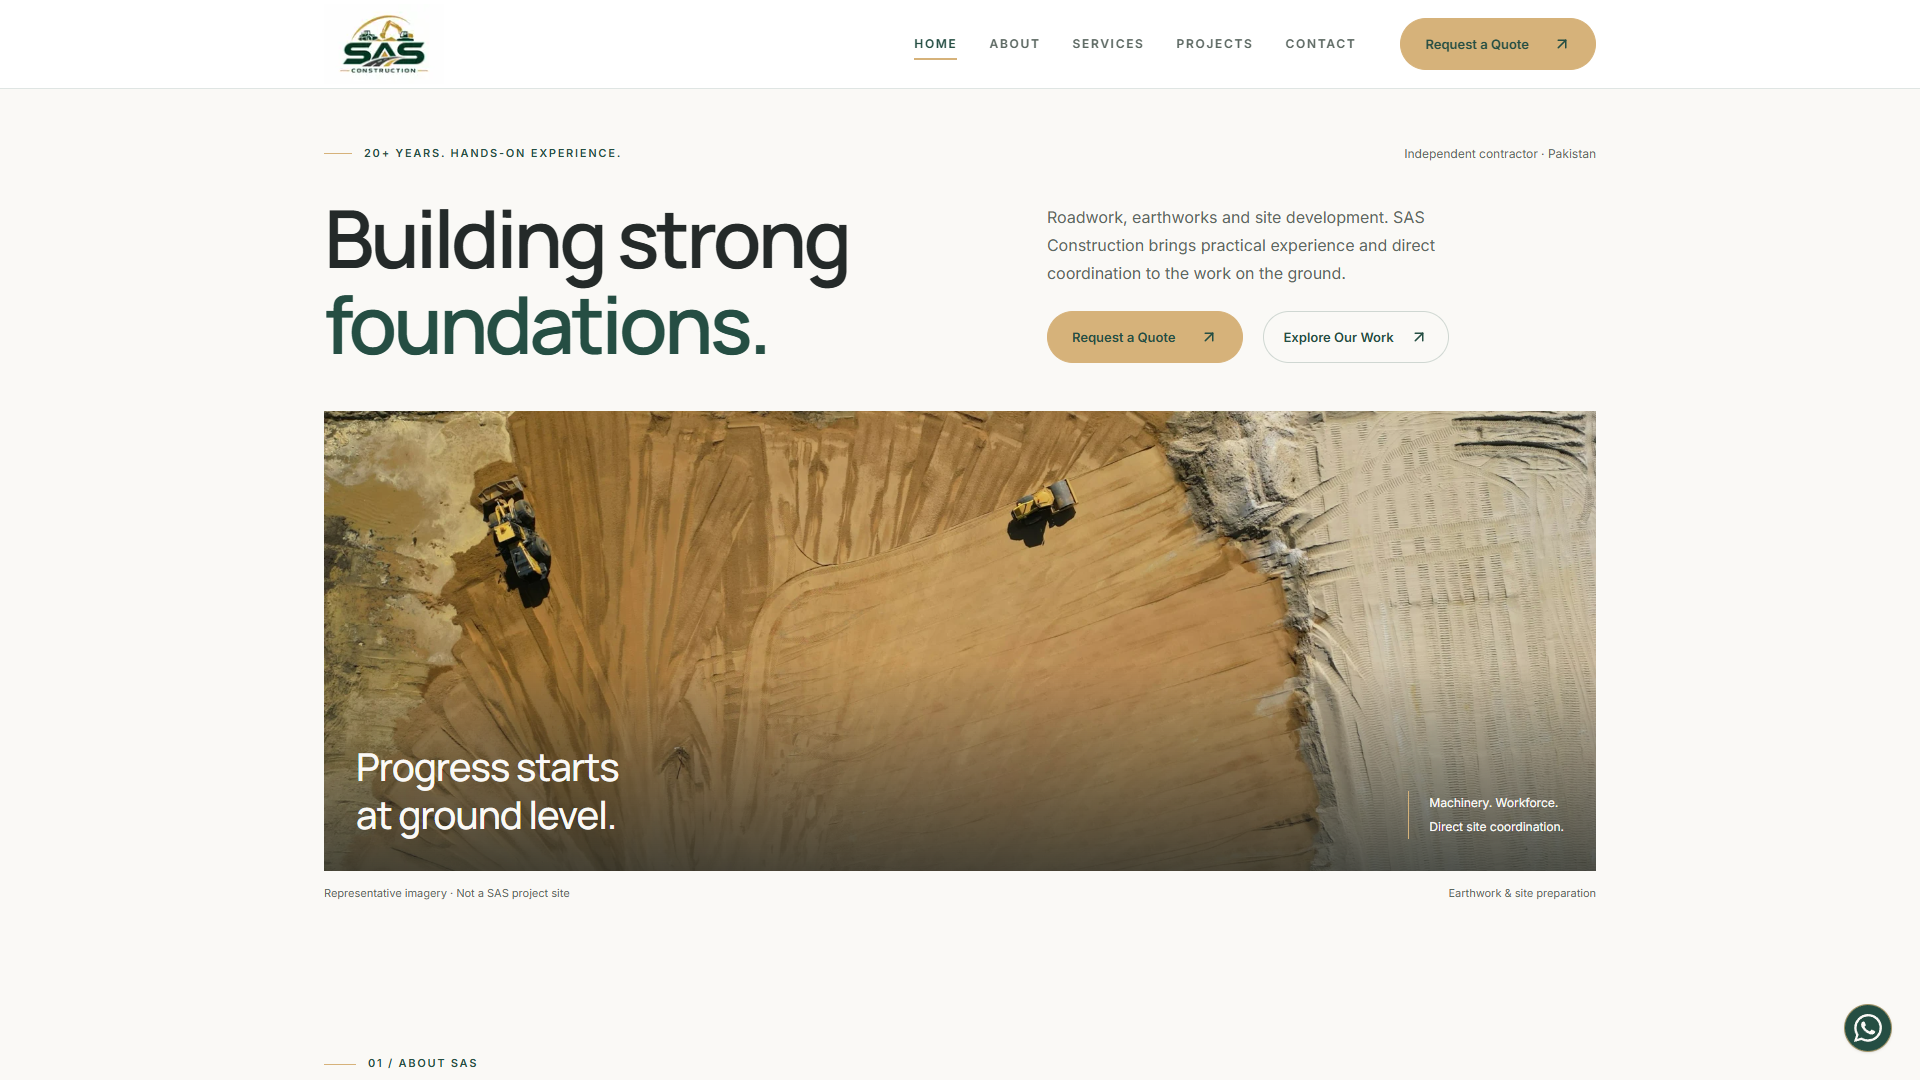 SAS
CONSTRUCTION
HOME
ABOUT
SERVICES
PROJECTS
CONTACT
Request a Quote
20+ YEARS. HANDS-ON EXPERIENCE.
Independent contractor · Pakistan
Building strong
foundations.
Roadwork, earthworks and site development. SAS
Construction brings practical experience and direct
coordination to the work on the ground.
Request a Quote
Explore Our Work
Progress starts
at ground level.
Machinery. Workforce.
Direct site coordination.
Representative imagery · Not a SAS project site
Earthwork & site preparation
01 / ABOUT SAS